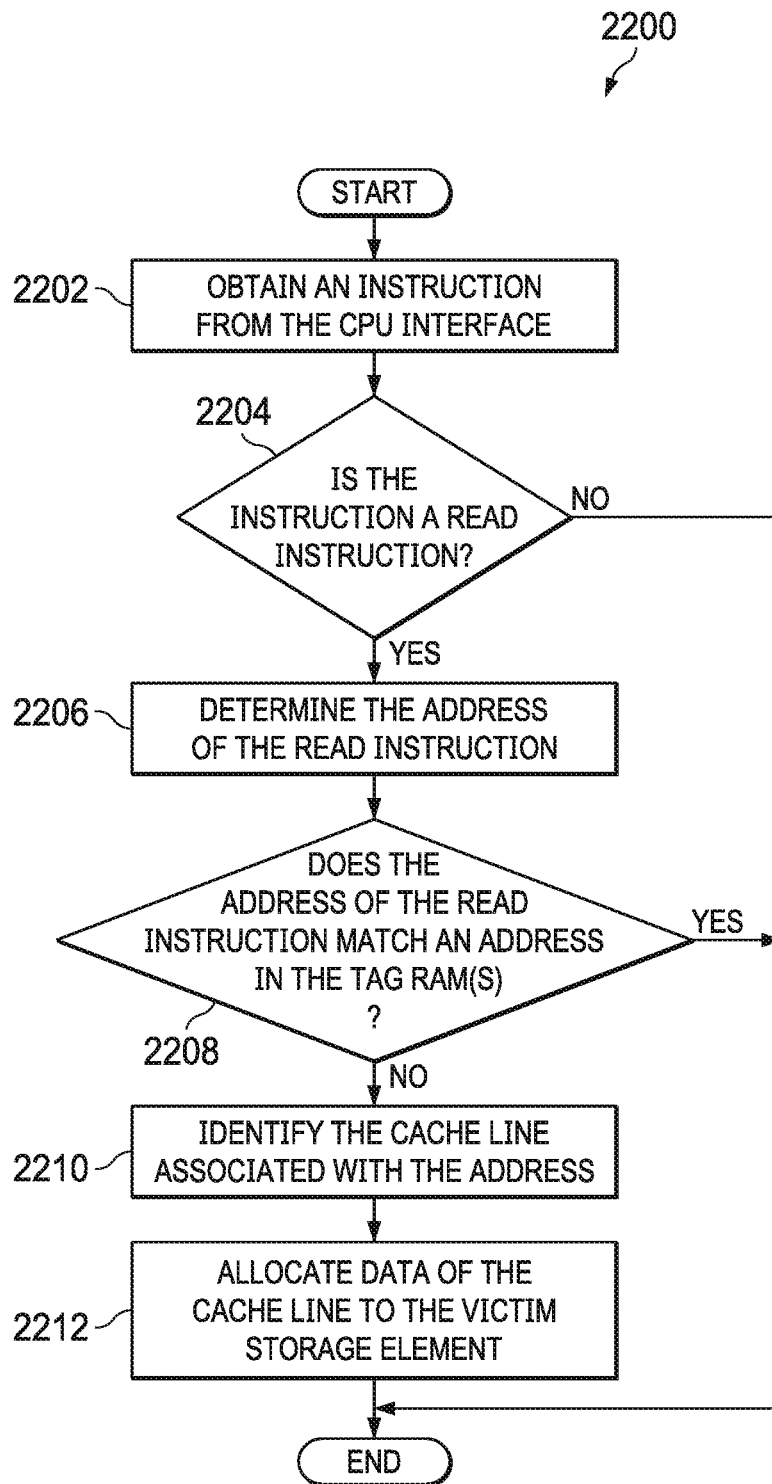 2200
START
2202
OBTAIN AN INSTRUCTION
FROM THE CPU INTERFACE
2204
IS THE
INSTRUCTION A READ
INSTRUCTION?
NO
YES
2206
DETERMINE THE ADDRESS
OF THE READ INSTRUCTION
DOES THE
ADDRESS OF THE READ
INSTRUCTION MATCH AN ADDRESS
IN THE TAG RAM(S)
?
YES
2208
NO
2210
IDENTIFY THE CACHE LINE
ASSOCIATED WITH THE ADDRESS
2212
ALLOCATE DATA OF THE
CACHE LINE TO THE VICTIM
STORAGE ELEMENT
END